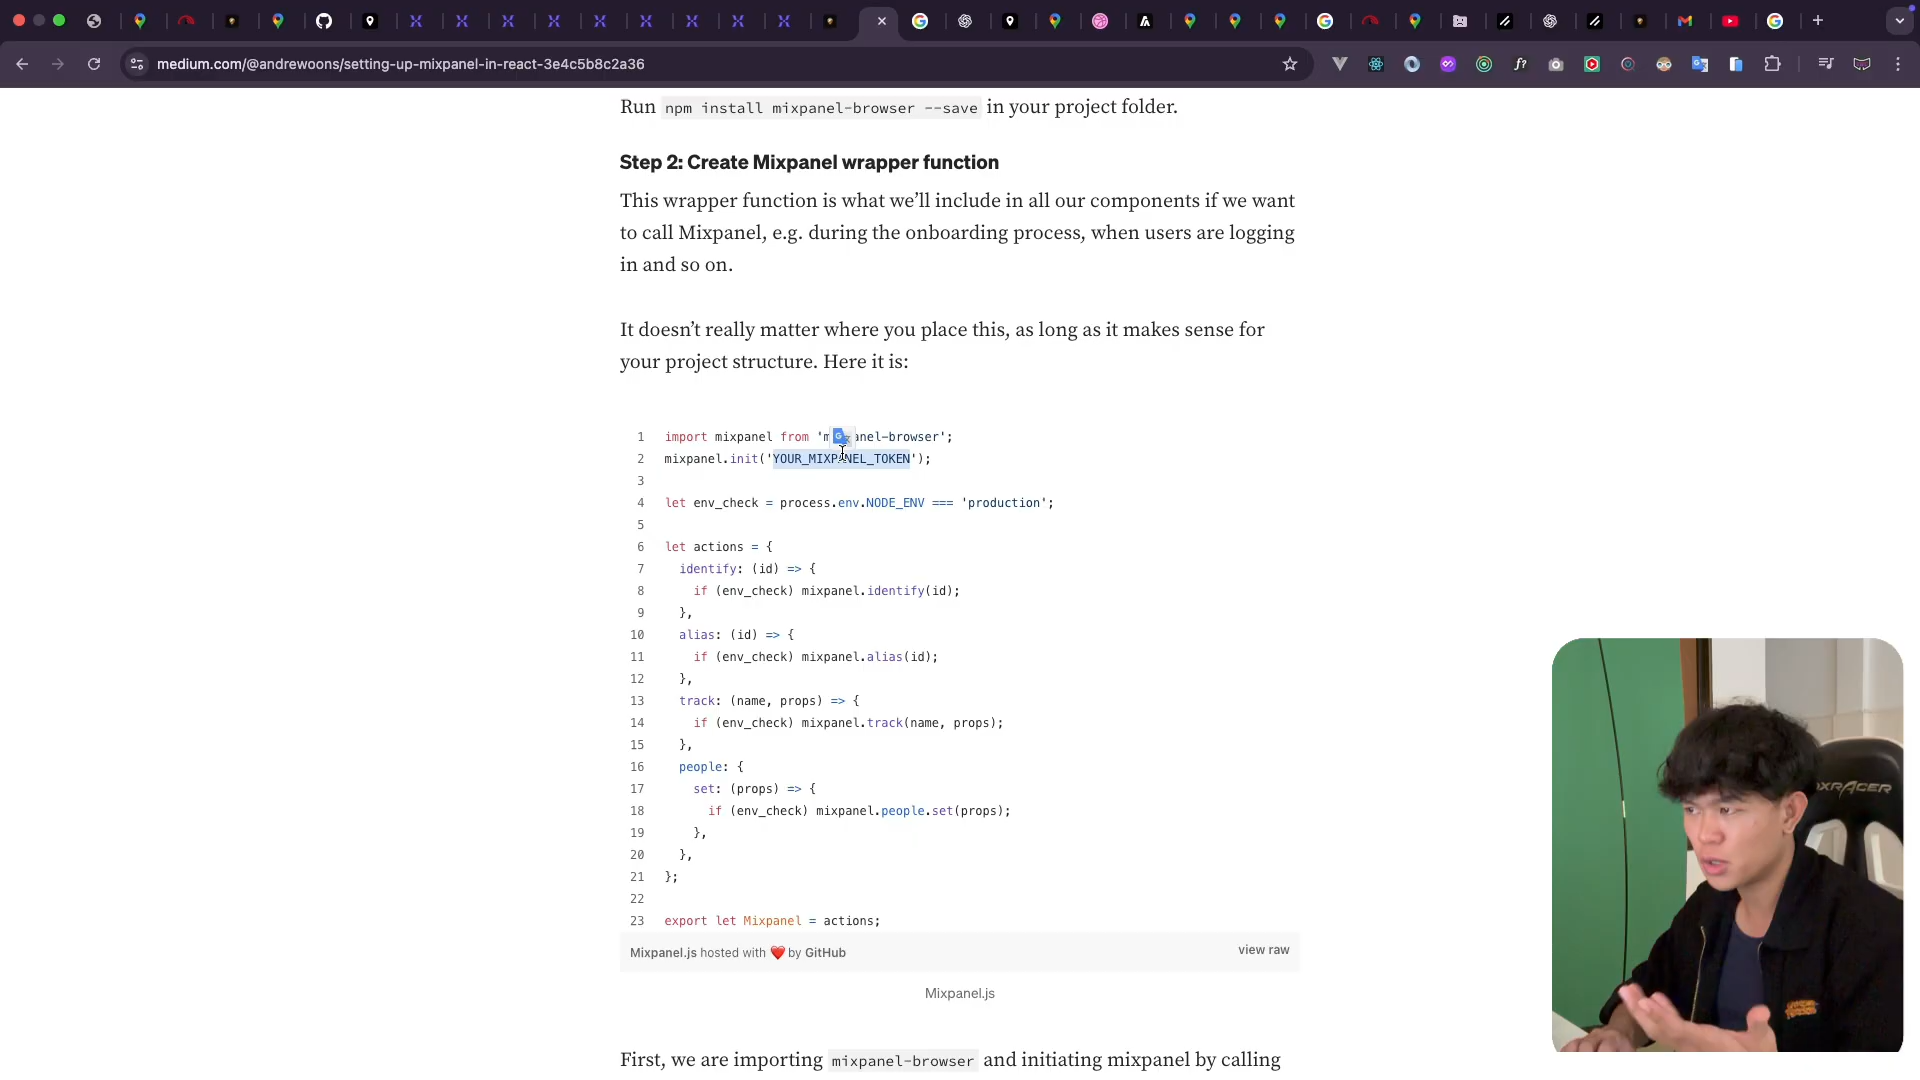 medium.com/@andrewoons/setting-up-mixpanel-in-react-3e4c5b8c2a36
Run npm install mixpanel-browser --save in your project folder.
Step 2: Create Mixpanel wrapper function
This wrapper function is what we’ll include in all our components if we want
to call Mixpanel, e.g. during the onboarding process, when users are logging
in and so on.
It doesn’t really matter where you place this, as long as it makes sense for
your project structure. Here it is:
1 import mixpanel from 'm anel-browser';
2 mixpanel.init('YOUR_MIXPANEL_TOKEN');
3
4 let env_check = process.env.NODE_ENV === 'production';
5
6 let actions = {
7 identify: (id) => {
8 if (env_check) mixpanel.identify(id);
9 },
10 alias: (id) => {
11 if (env_check) mixpanel.alias(id);
12 },
13 track: (name, props) => {
14 if (env_check) mixpanel.track(name, props);
15 },
16 people: {
17 set: (props) => {
18 if (env_check) mixpanel.people.set(props);
19 },
20 },
21 };
22
23 export let Mixpanel = actions;
Mixpanel.js hosted with ❤ by GitHub
view raw
Mixpanel.js
First, we are importing mixpanel-browser and initiating mixpanel by calling